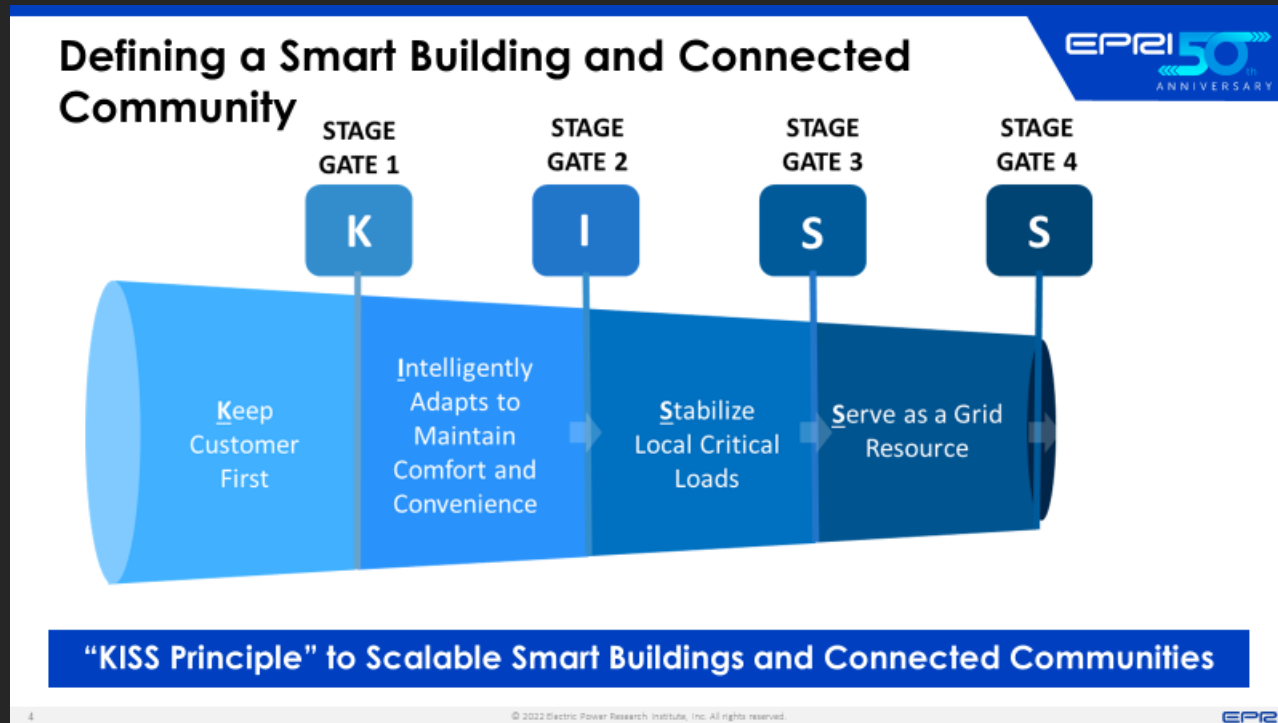 Defining a Smart Building and Connected
Community
EPRI 50th
ANNIVERSARY
STAGE
GATE 1
STAGE
GATE 2
STAGE
GATE 3
STAGE
GATE 4
K
I
S
S
Keep
Customer
First
Intelligently
Adapts to
Maintain
Comfort and
Convenience
Stabilize
Local Critical
Loads
Serve as a Grid
Resource
“KISS Principle” to Scalable Smart Buildings and Connected Communities
4
© 2022 Electric Power Research Institute, Inc. All rights reserved.
EPRI